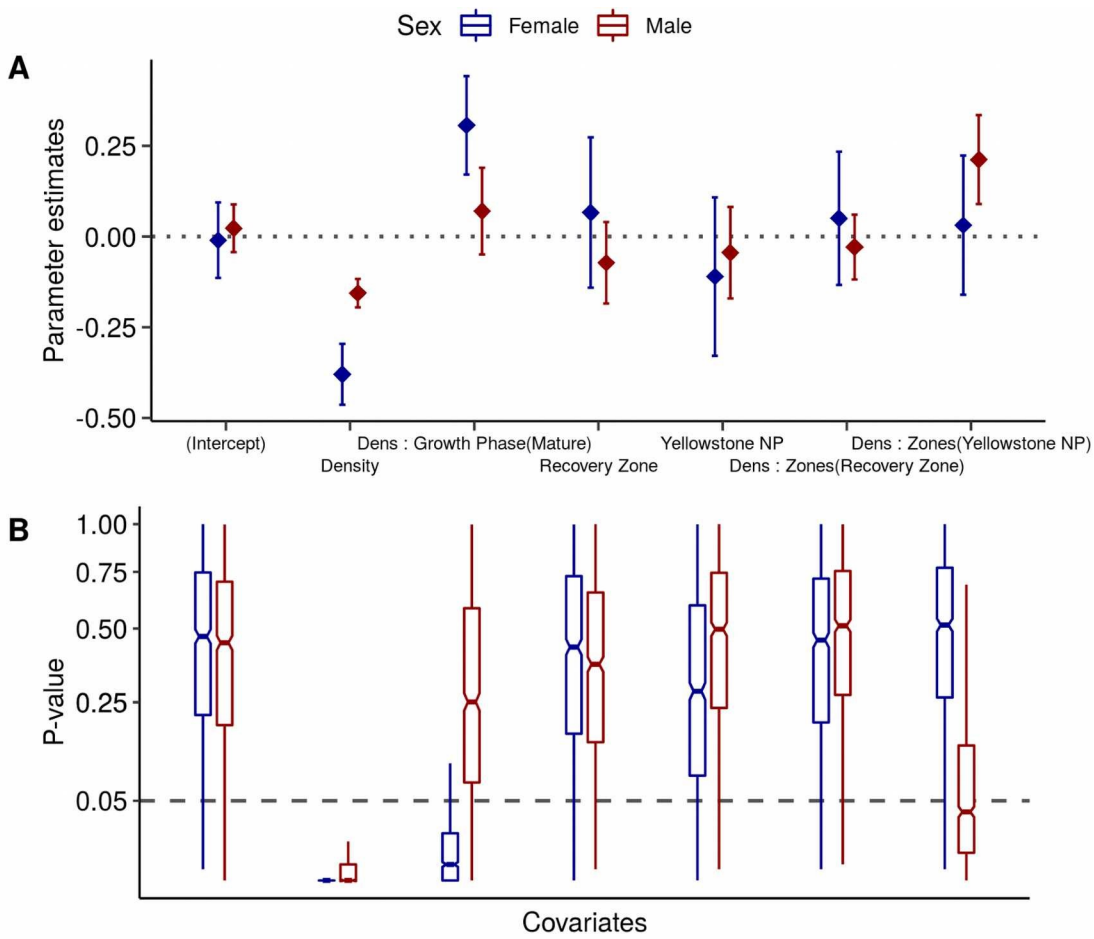 Sex Female Male
A
Parameter estimates
0.25
0.00
-0.25
-0.50
(Intercept) Dens : Growth Phase(Mature) Yellowstone NP Dens : Zones(Yellowstone NP)
Density Recovery Zone Dens : Zones(Recovery Zone)
B
P-value
1.00
0.75
0.50
0.25
0.05
Covariates